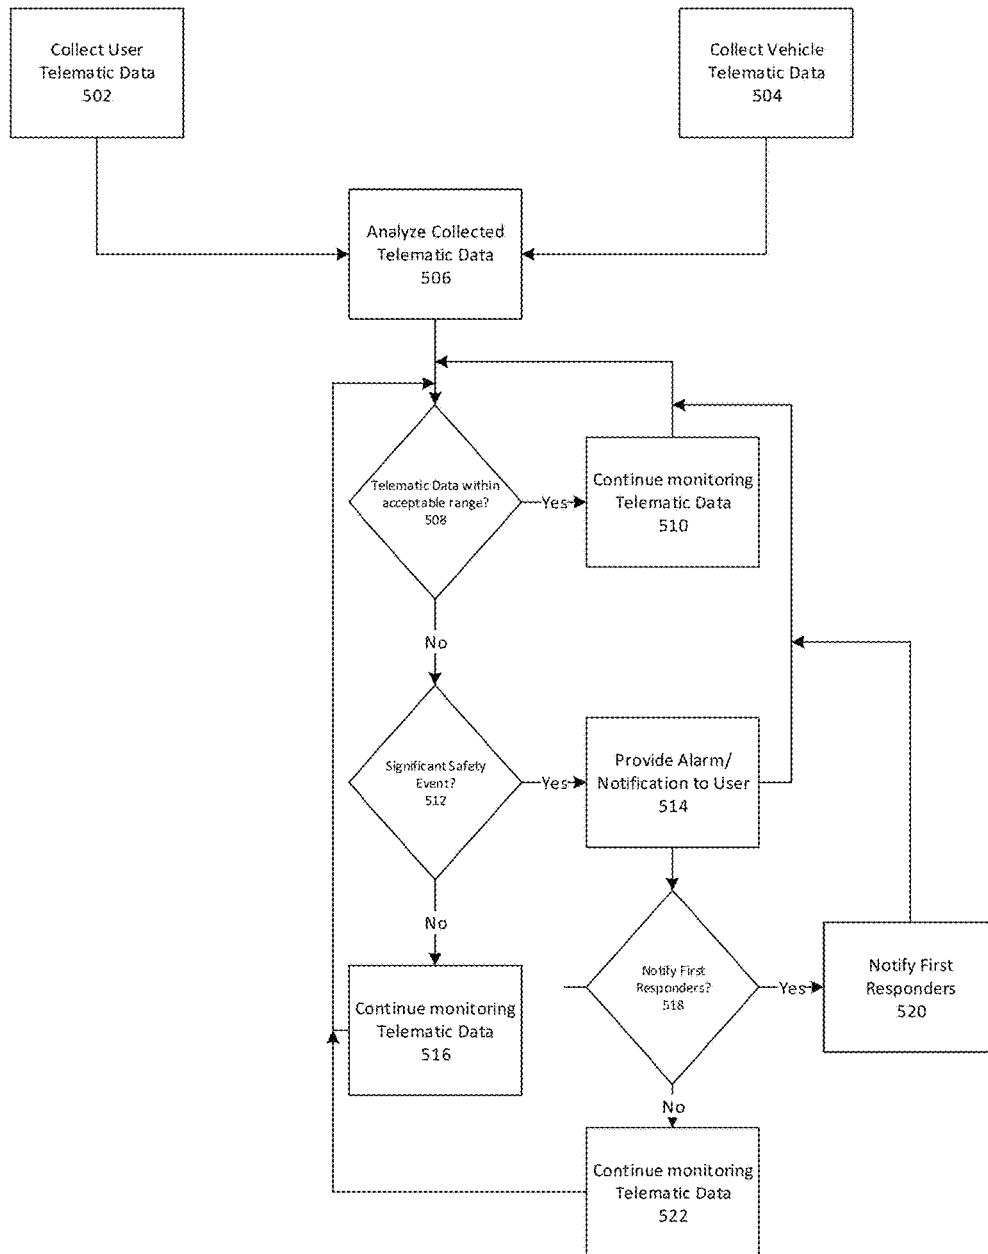 Collect User
Telematic Data
502
Collect Vehicle
Telematic Data
504
Analyze Collected
Telematic Data
506
Telematic Data within
acceptable range?
508
Yes
Continue monitoring
Telematic Data
510
No
Significant Safety
Event?
512
Yes
Provide Alarm/
Notification to User
514
No
Continue monitoring
Telematic Data
516
Notify First
Responders?
518
Yes
Notify First
Responders
520
No
Continue monitoring
Telematic Data
522